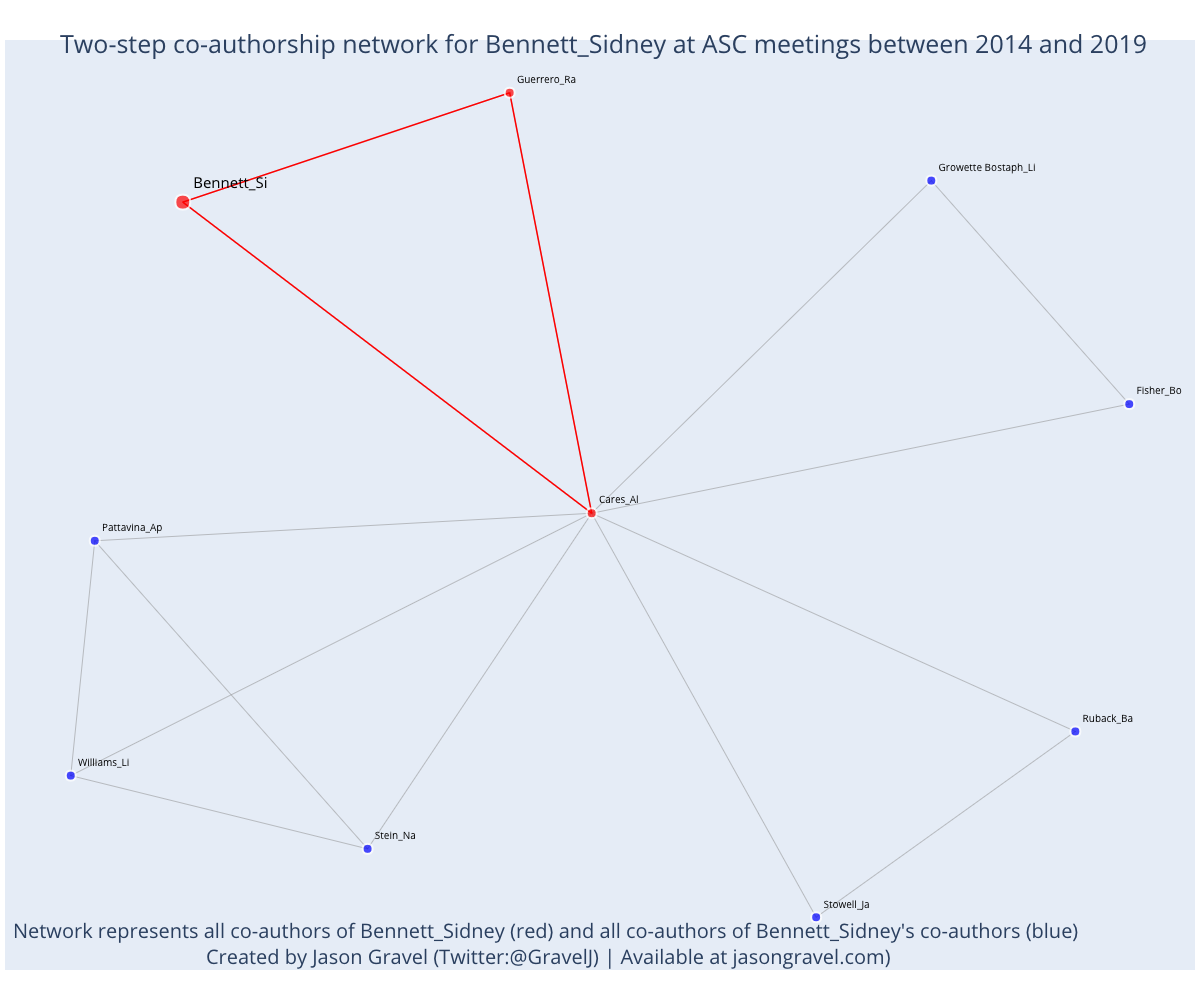 Two-step co-authorship network for Bennett_Sidney at ASC meetings between 2014 and 2019
Guerrero_Ra
Growette Bostaph_Li
Bennett_Si
Fisher_Bo
Cares_Al
Pattavina_Ap
Ruback_Ba
Williams_Li
Stein_Na
Stowell_Ja
Network represents all co-authors of Bennett_Sidney (red) and all co-authors of Bennett_Sidney's co-authors (blue)
Created by Jason Gravel (Twitter:@GravelJ) | Available at jasongravel.com)